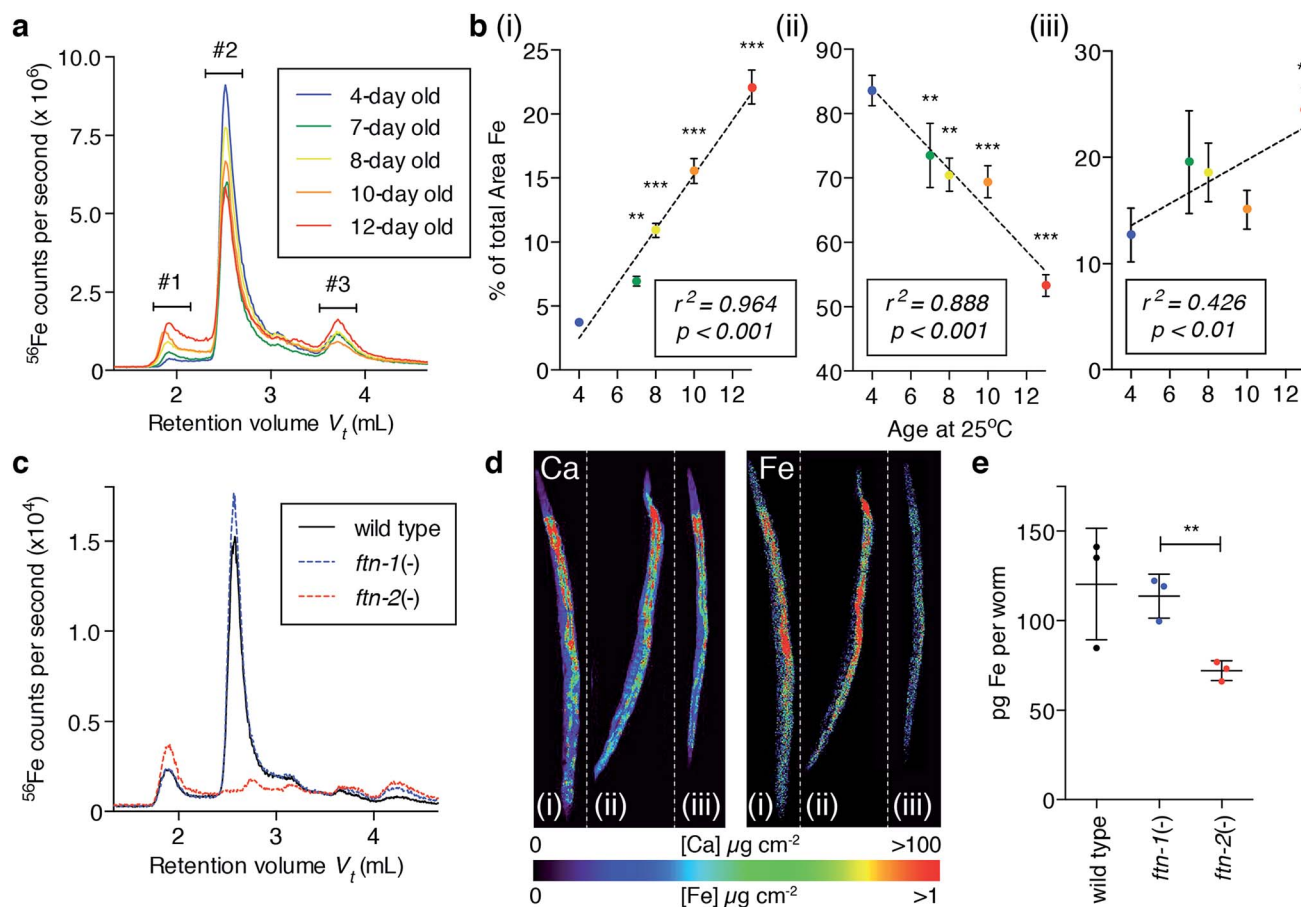 a
⁵⁶Fe counts per second (x 10⁶)
10.0
7.5
5.0
2.5
0
#1
#2
#3
4-day old
7-day old
8-day old
10-day old
12-day old
2
3
4
Retention volume Vₜ (mL)
b (i)
% of total Area Fe
25
20
15
10
5
0
**
***
***
***
r² = 0.964
p < 0.001
4
6
8
10
12
(ii)
90
80
70
60
50
40
**
**
***
***
r² = 0.888
p < 0.001
4
6
8
10
12
Age at 25ºC
(iii)
30
20
10
0
*
r² = 0.426
p < 0.01
4
6
8
10
12
c
⁵⁶Fe counts per second (x10⁴)
1.5
1.0
0.5
0
wild type
ftn-1(-)
ftn-2(-)
2
3
4
Retention volume Vₜ (mL)
d
Ca
(i)
(ii)
(iii)
Fe
(i)
(ii)
(iii)
0
[Ca] µg cm⁻²
>100
0
[Fe] µg cm⁻²
>1
e
pg Fe per worm
150
100
50
0
**
wild type
ftn-1(-)
ftn-2(-)